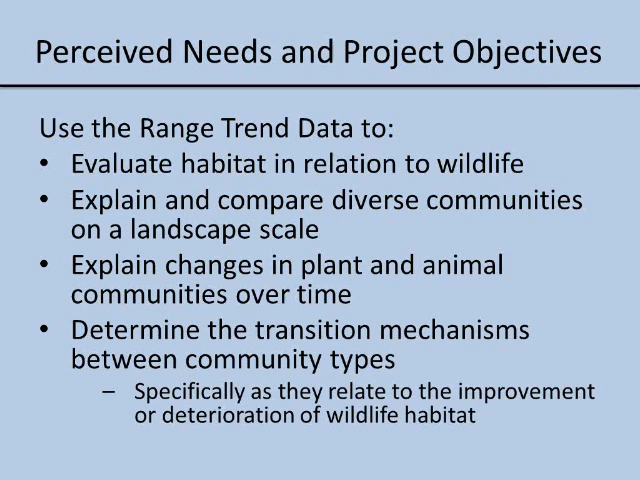 Perceived Needs and Project Objectives
Use the Range Trend Data to:
• Evaluate habitat in relation to wildlife
• Explain and compare diverse communities
on a landscape scale
• Explain changes in plant and animal
communities over time
• Determine the transition mechanisms
between community types
– Specifically as they relate to the improvement
or deterioration of wildlife habitat